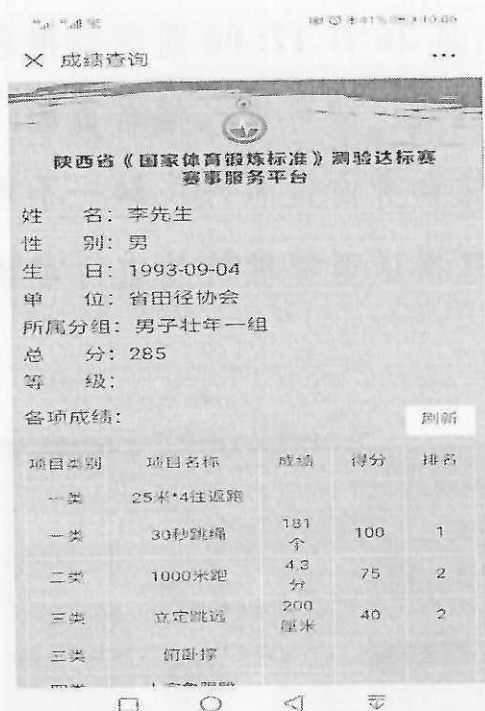 41%
10:06
× 成绩查询 ...
陕西省《国家体育锻炼标准》测验达标赛
赛事服务平台
姓 名：李先生
性 别：男
生 日：1993-09-04
单 位：省田径协会
所属分组：男子壮年一组
总 分：285
等 级：
各项成绩： 刷新
项目类别 项目名称 成绩 得分 排名
一类 25米*4往返跑
一类 30秒跳绳 181个 100 1
二类 1000米跑 4.3分 75 2
三类 立定跳远 200厘米 40 2
三类 俯卧撑